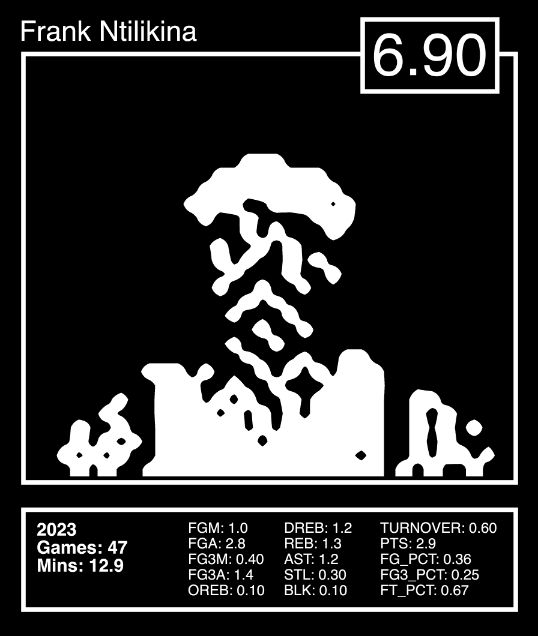 Frank Ntilikina
6.90
2023
Games: 47
Mins: 12.9
FGM: 1.0
FGA: 2.8
FG3M: 0.40
FG3A: 1.4
OREB: 0.10
DREB: 1.2
REB: 1.3
AST: 1.2
STL: 0.30
BLK: 0.10
TURNOVER: 0.60
PTS: 2.9
FG_PCT: 0.36
FG3_PCT: 0.25
FT_PCT: 0.67